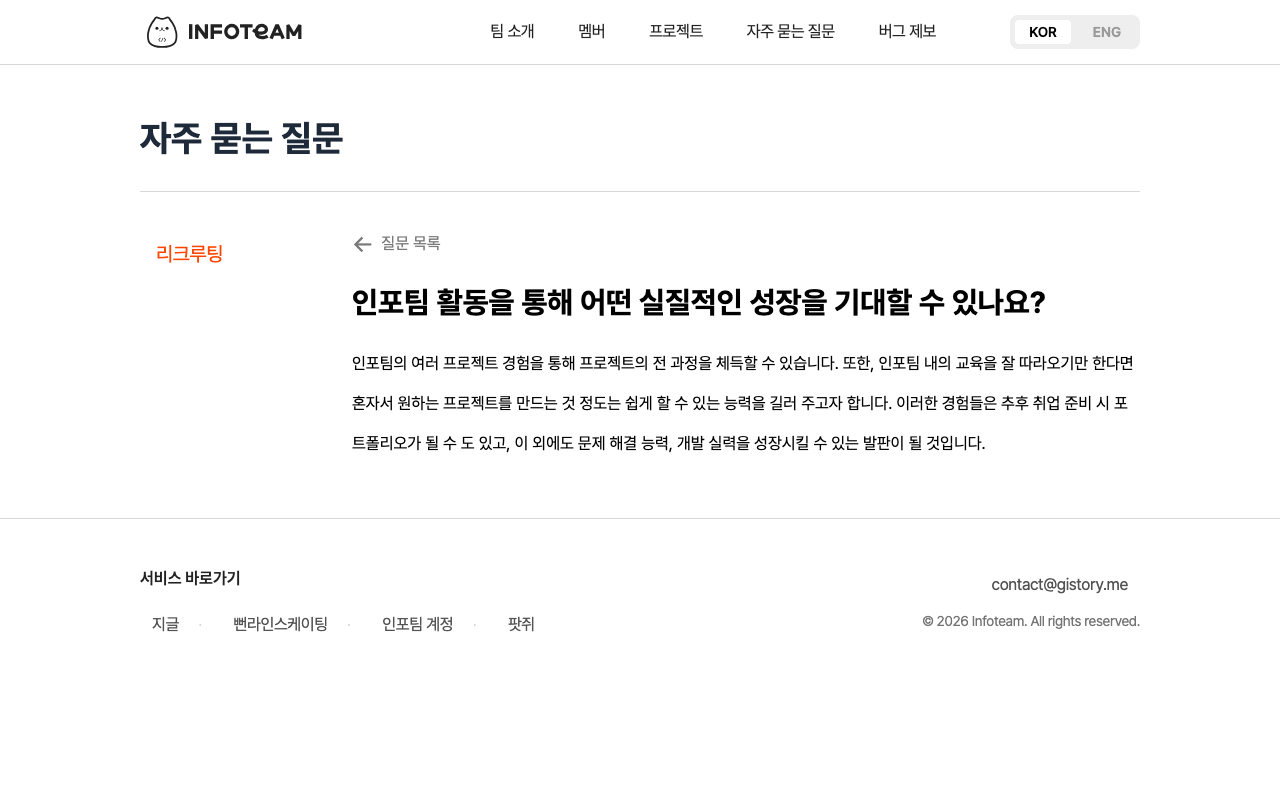 INFOTEAM
팀 소개 멤버 프로젝트 자주 묻는 질문 버그 제보
KOR ENG
자주 묻는 질문
리크루팅
질문 목록
인포팀 활동을 통해 어떤 실질적인 성장을 기대할 수 있나요?
인포팀의 여러 프로젝트 경험을 통해 프로젝트의 전 과정을 체득할 수 있습니다. 또한, 인포팀 내의 교육을 잘 따라오기만 한다면
혼자서 원하는 프로젝트를 만드는 것 정도는 쉽게 할 수 있는 능력을 길러 주고자 합니다. 이러한 경험들은 추후 취업 준비 시 포
트폴리오가 될 수 도 있고, 이 외에도 문제 해결 능력, 개발 실력을 성장시킬 수 있는 발판이 될 것입니다.
서비스 바로가기
지글 · 뻔라인스케이팅 · 인포팀 계정 · 팟쥐
contact@gistory.me
© 2026 Infoteam. All rights reserved.